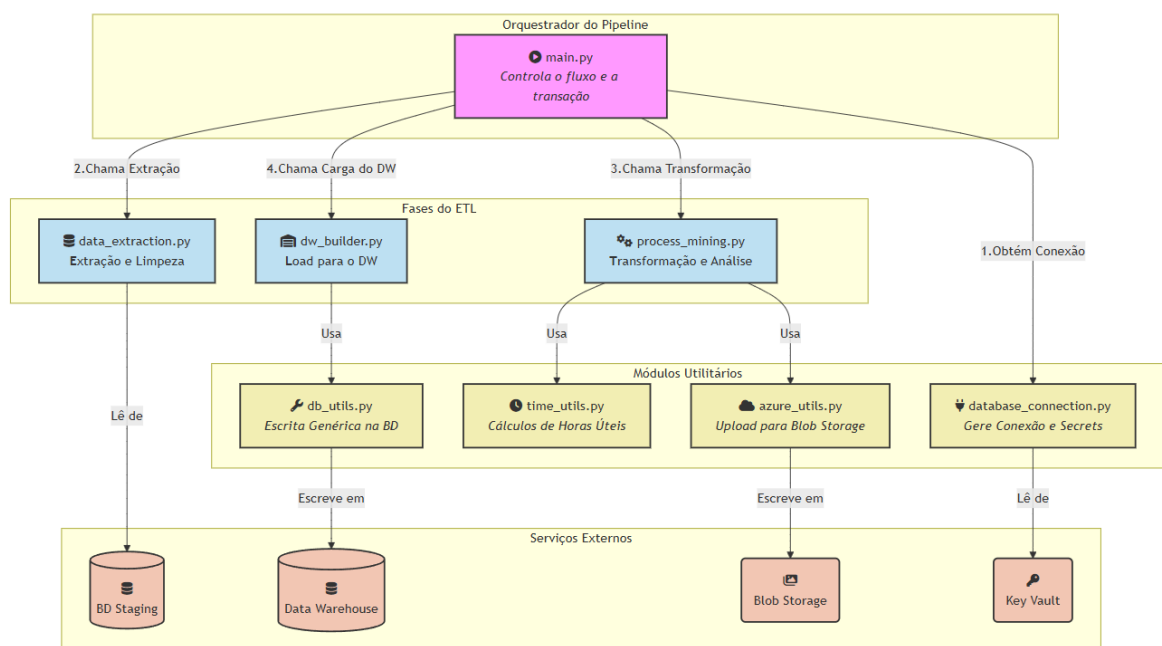 Orquestrador do Pipeline
main.py
Controla o fluxo e a
transação
2.Chama Extração
4.Chama Carga do DW
3.Chama Transformação
Fases do ETL
data_extraction.py
Extração e Limpeza
dw_builder.py
Load para o DW
process_mining.py
Transformação e Análise
1.Obtém Conexão
Usa
Usa
Usa
Módulos Utilitários
Lê de
db_utils.py
Escrita Genérica na BD
time_utils.py
Cálculos de Horas Úteis
azure_utils.py
Upload para Blob Storage
database_connection.py
Gere Conexão e Secrets
Escreve em
Escreve em
Lê de
Serviços Externos
BD Staging
Data Warehouse
Blob Storage
Key Vault